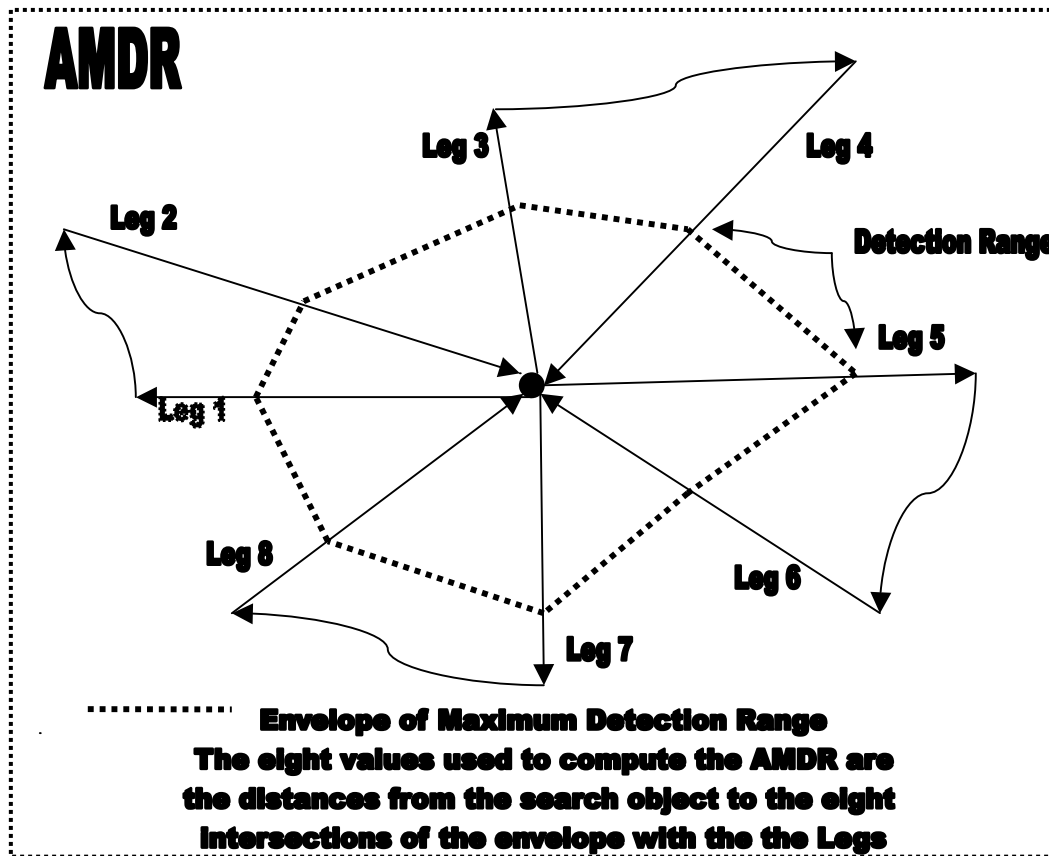 AMDR
Leg 3
Leg 4
Leg 2
Detection Range
Leg 5
Leg 1
Leg 8
Leg 6
Leg 7
Envelope of Maximum Detection Range
The eight values used to compute the AMDR are
the distances from the search object to the eight
intersections of the envelope with the the Legs